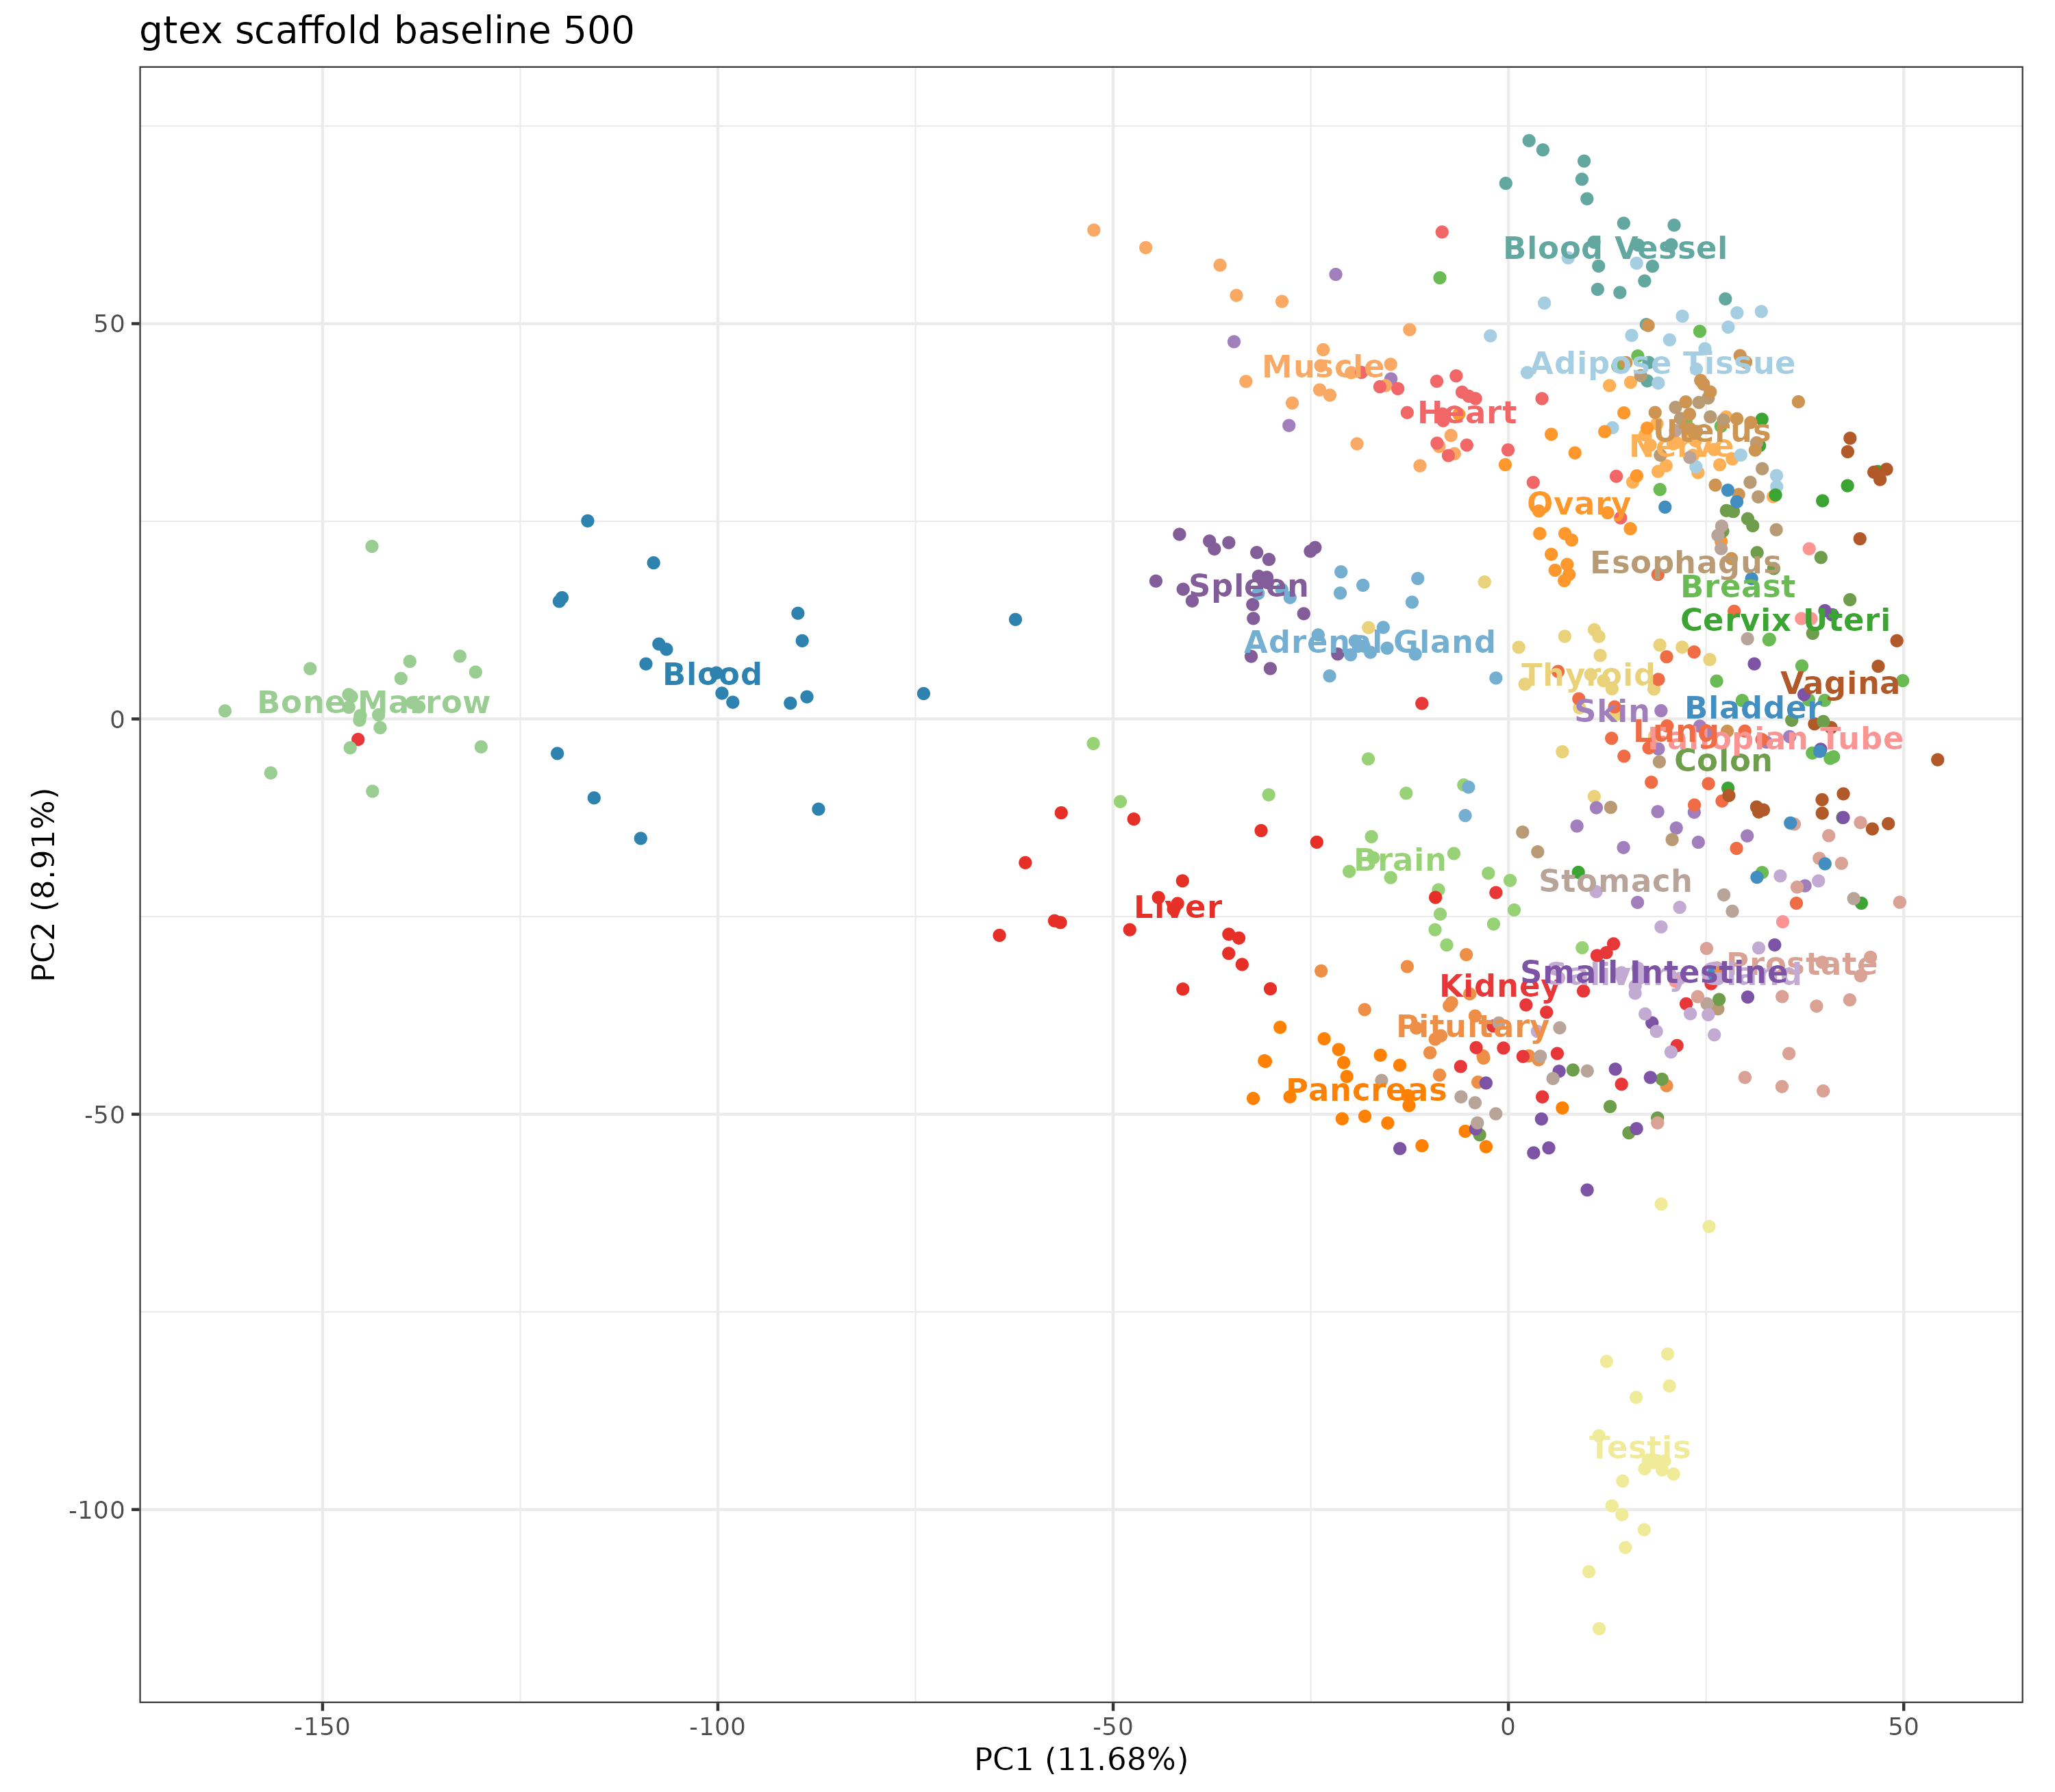 gtex scaffold baseline 500
Blood Vessel
50
Muscle
Adipose Tissue
Heart
Uterus
Nerve
Ovary
Esophagus
Spleen
Breast
Cervix Uteri
Adrenal Gland
Blood
Thyroid
Vagina
Bone Marrow
Skin
Bladder
0
Lung
Fallopian Tube
Colon
Brain
Stomach
Liver
Prostate
Small Intestine
Salivary Gland
Kidney
Pituitary
Pancreas
-50
Testis
-100
PC2 (8.91%)
-150
-100
-50
0
50
PC1 (11.68%)